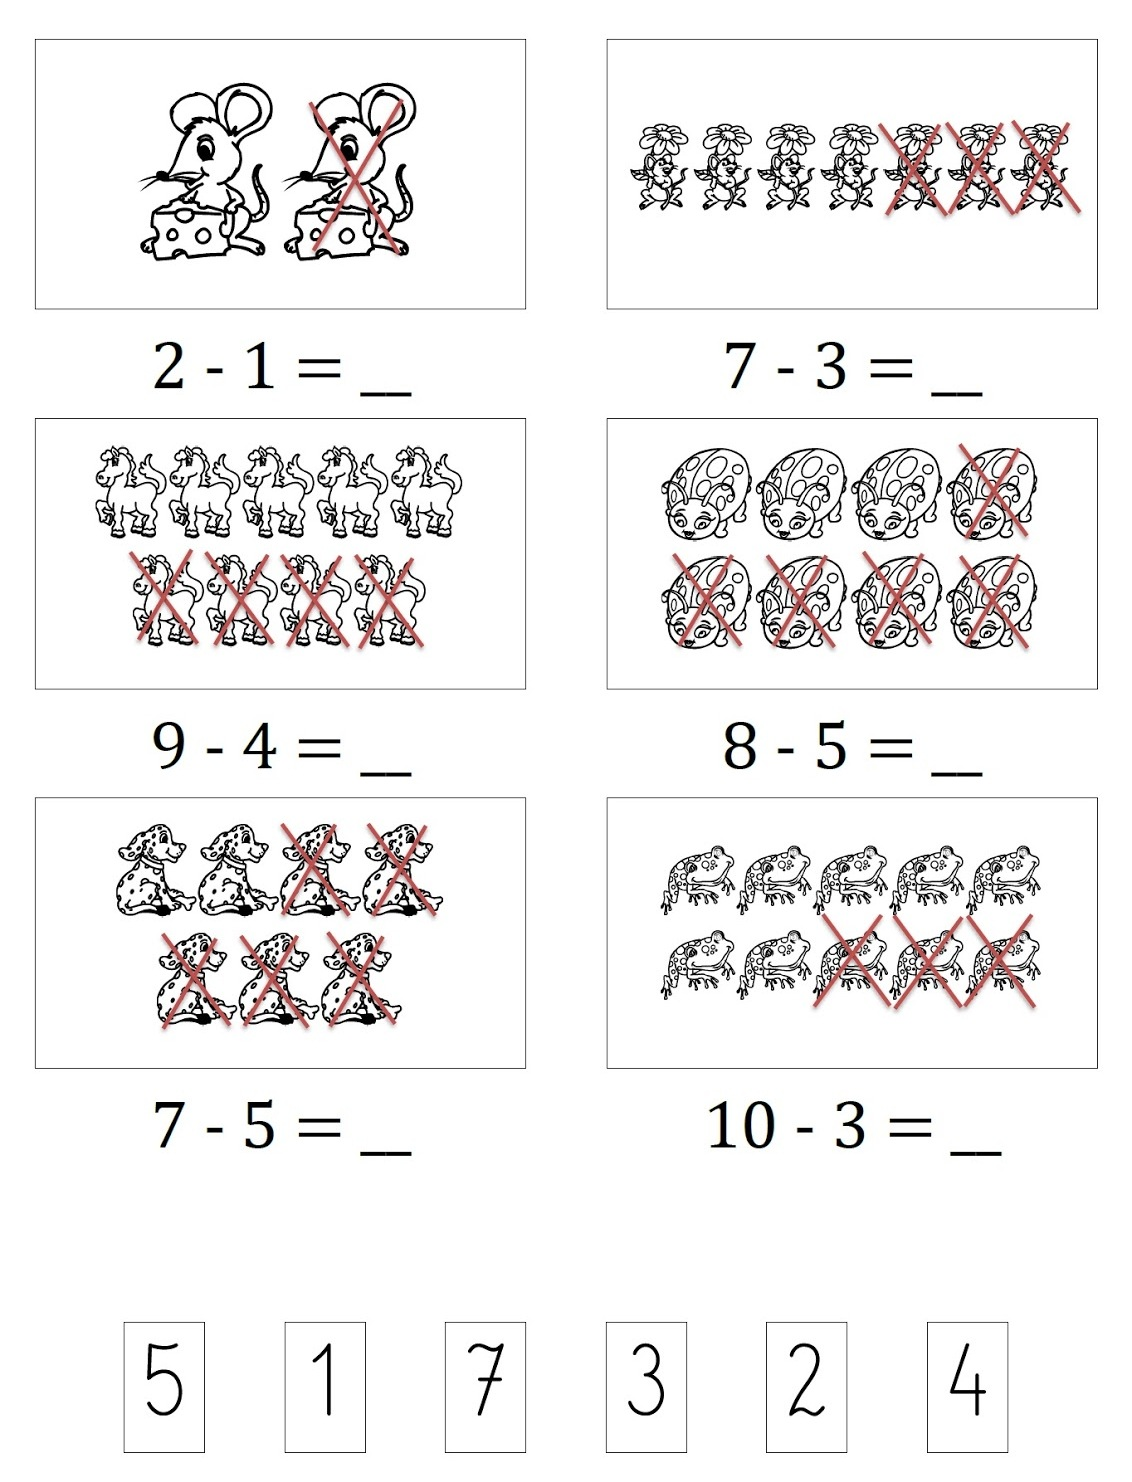 2 - 1 = __
7 - 3 = __
9 - 4 = __
8 - 5 = __
7 - 5 = __
10 - 3 = __
5 1 7 3 2 4